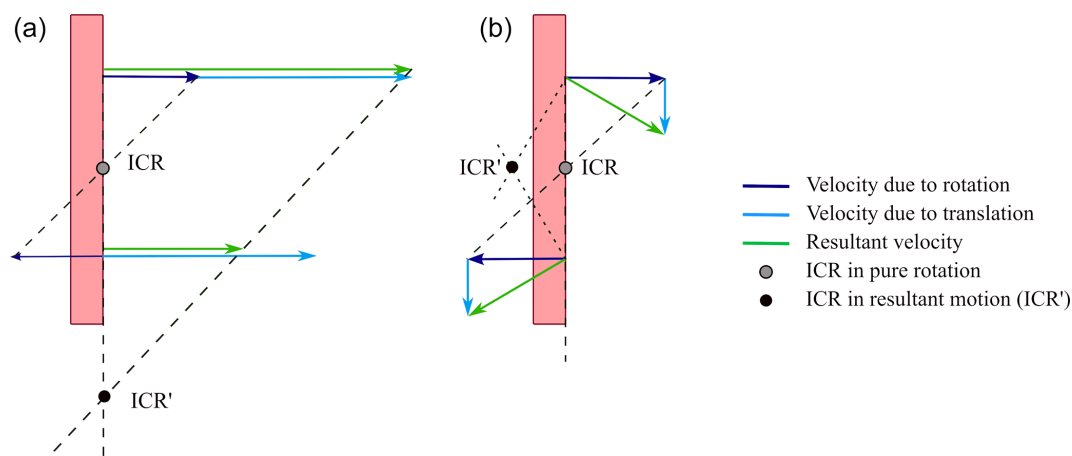 (a)
(b)
ICR
ICR'
ICR'
ICR
Velocity due to rotation
Velocity due to translation
Resultant velocity
ICR in pure rotation
ICR in resultant motion (ICR')